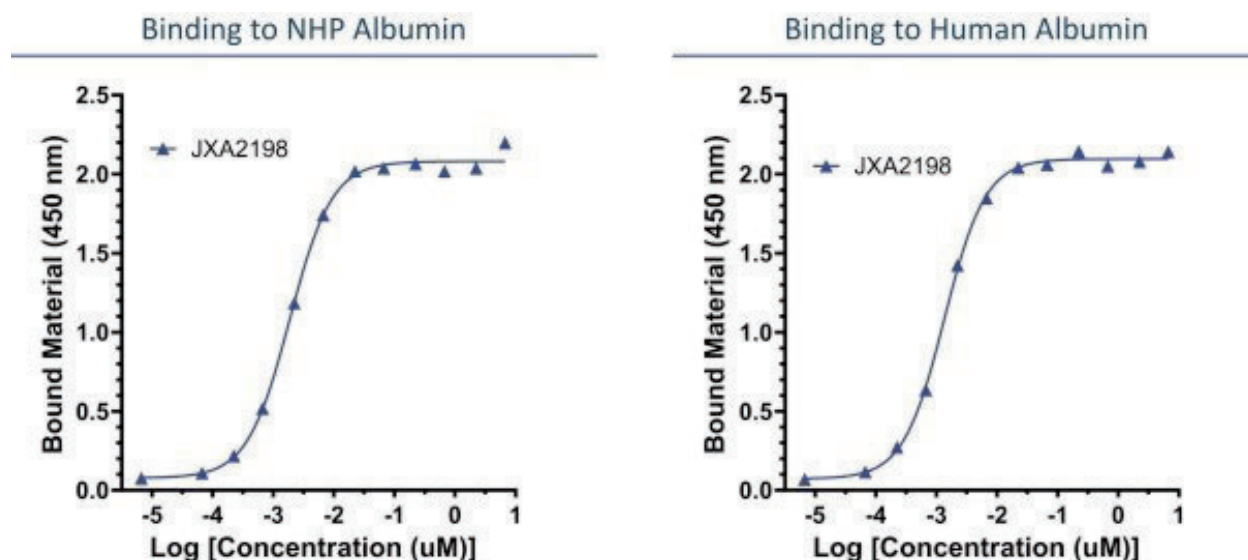 Binding to NHP Albumin
Bound Material (450 nm)
2.5
2.0
1.5
1.0
0.5
0.0
JXA2198
-5 -4 -3 -2 -1 0 1
Log [Concentration (uM)]
Binding to Human Albumin
Bound Material (450 nm)
2.5
2.0
1.5
1.0
0.5
0.0
JXA2198
-5 -4 -3 -2 -1 0 1
Log [Concentration (uM)]